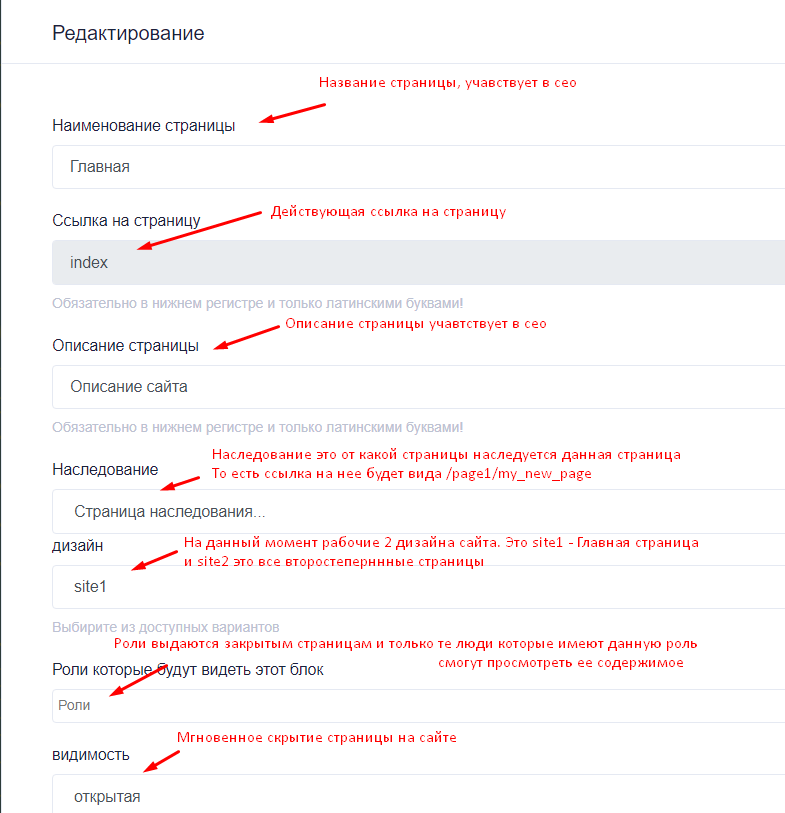 Редактирование
Название страницы, учавствует в сео
Наименование страницы
Главная
Действующая ссылка на страницу
Ссылка на страницу
index
Обязательно в нижнем регистре и только латинскими буквами!
Описание страницы учавтствует в сео
Описание страницы
Описание сайта
Обязательно в нижнем регистре и только латинскими буквами!
Наследование это от какой страницы наследуется данная страница
Наследование
То есть ссылка на нее будет вида /page1/my_new_page
Страница наследования...
На данный момент рабочие 2 дизайна сайта. Это site1 - Главная страница
дизайн
и site2 это все второстеперннные страницы
site1
Выбирите из доступных вариантов
Роли выдаются закрытым страницам и только те люди которые имеют данную роль
смогут просмотреть ее содержимое
Роли которые будут видеть этот блок
Роли
Мгновенное скрытие страницы на сайте
видимость
открытая